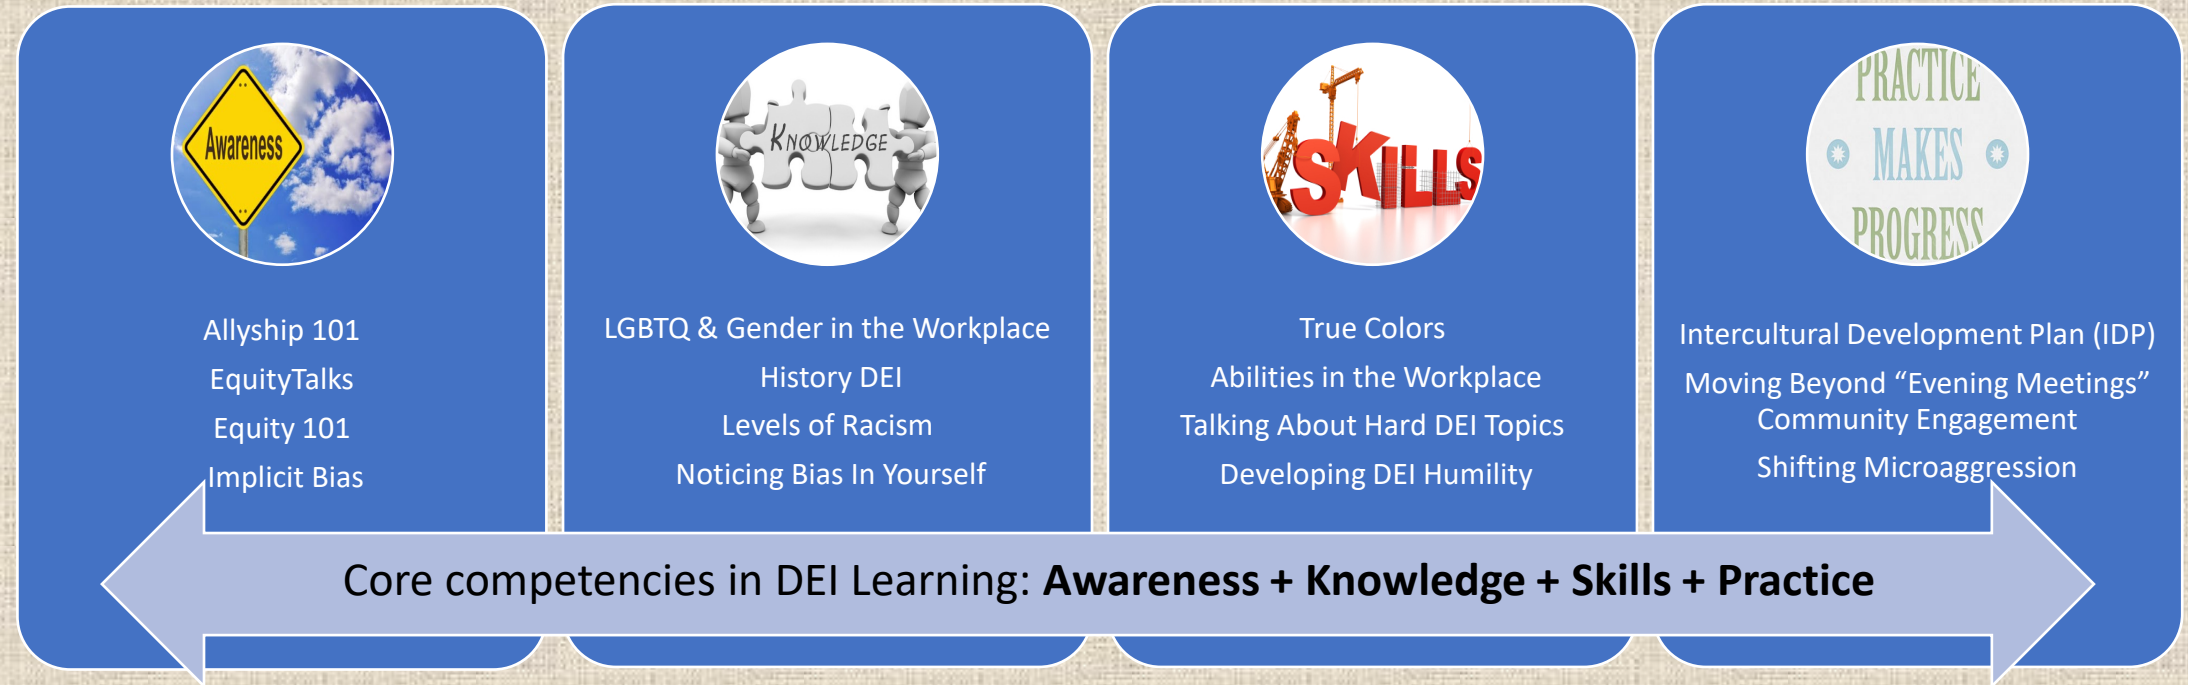 Awareness
Allyship 101
EquityTalks
Equity 101
Implicit Bias
KNOWLEDGE
LGBTQ & Gender in the Workplace
History DEI
Levels of Racism
Noticing Bias In Yourself
SKILLS
True Colors
Abilities in the Workplace
Talking About Hard DEI Topics
Developing DEI Humility
PRACTICE
MAKES
PROGRESS
Intercultural Development Plan (IDP)
Moving Beyond “Evening Meetings”
Community Engagement
Shifting Microaggression
Core competencies in DEI Learning: Awareness + Knowledge + Skills + Practice